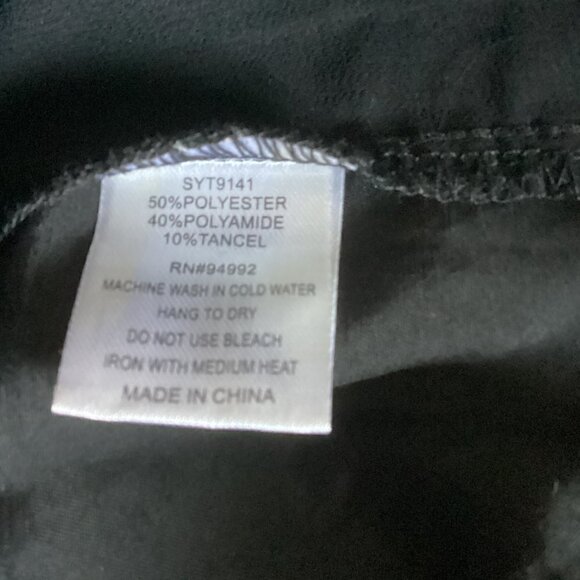 SYT9141
50%POLYESTER
40%POLYAMIDE
10%TANCEL
RN#94992
MACHINE WASH IN COLD WATER
HANG TO DRY
DO NOT USE BLEACH
IRON WITH MEDIUM HEAT
MADE IN CHINA